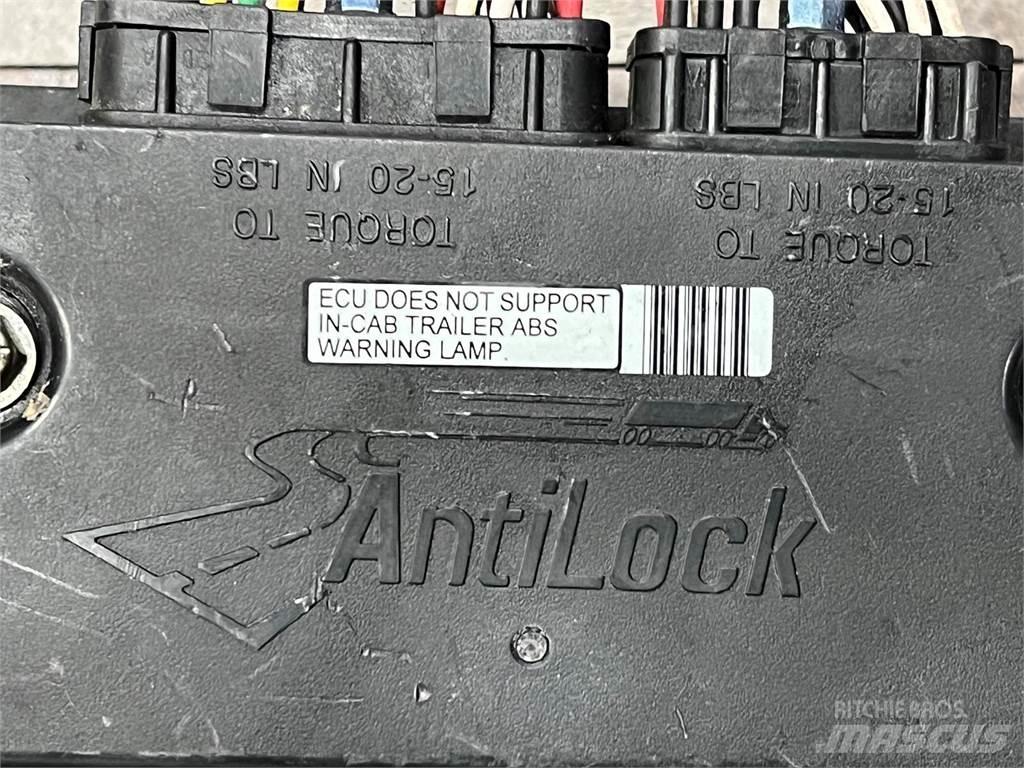 TORQUE TO
15-20 IN LBS
TORQUE TO
15-20 IN LBS
ECU DOES NOT SUPPORT
IN-CAB TRAILER ABS
WARNING LAMP.
AntiLock
RITCHIE BROS.
MASCUS